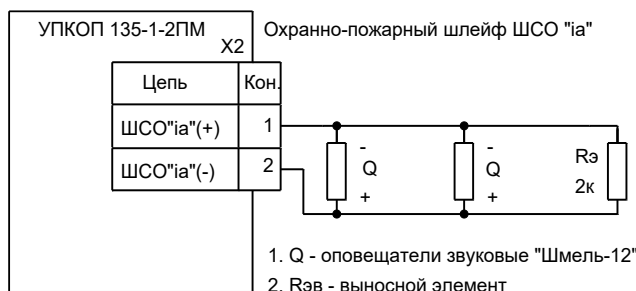 УПКОП 135-1-2ПМ
Охранно-пожарный шлейф ШСО "ia"
X2
Цепь Кон.
ШСО"ia"(+) 1
ШСО"ia"(-) 2
- - 
Q Q Rэ
+ + 2к
1. Q - оповещатели звуковые "Шмель-12"
2. Rэв - выносной элемент